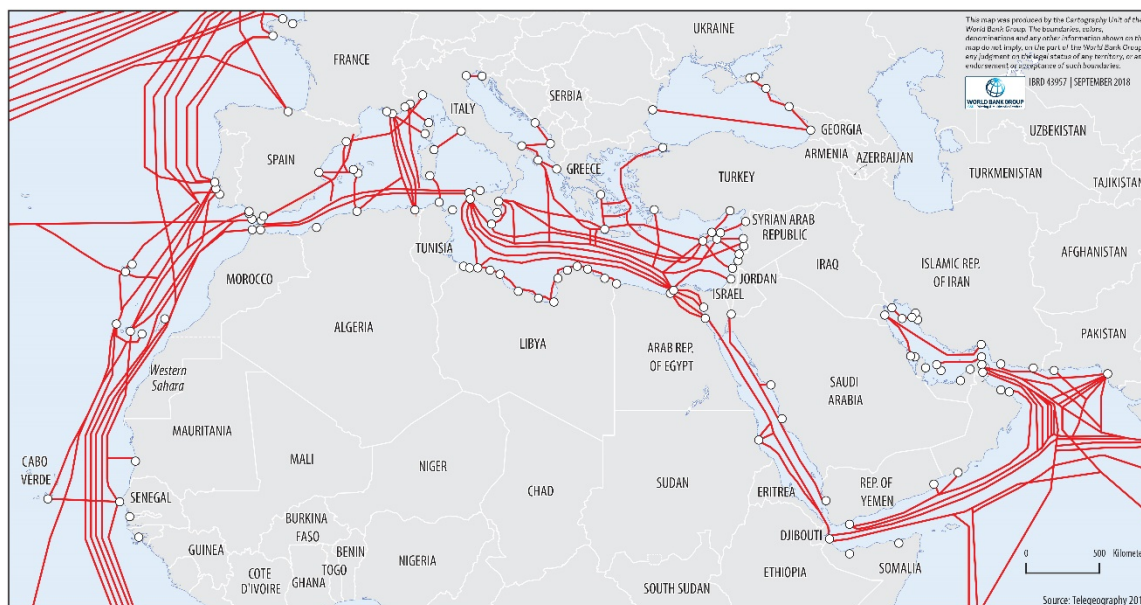 This map was produced by the Cartography Unit of the
World Bank Group. The boundaries, colors,
denominations and any other information shown on the
map do not imply, on the part of the World Bank Group,
any judgment on the legal status of any territory, or any
endorsement or acceptance of such boundaries.
WORLD BANK GROUP
IBRD 43957 | SEPTEMBER 2018
UKRAINE
FRANCE
ITALY
SERBIA
GEORGIA
UZBEKISTAN
ARMENIA
AZERBAIJAN
SPAIN
GREECE
TURKEY
TURKMENISTAN
TAJIKISTAN
SYRIAN ARAB
REPUBLIC
TUNISIA
AFGHANISTAN
MOROCCO
IRAQ
ISLAMIC REP.
OF IRAN
JORDAN
ISRAEL
ALGERIA
LIBYA
ARAB REP.
OF EGYPT
PAKISTAN
Western
Sahara
SAUDI
ARABIA
MAURITANIA
CABO
VERDE
MALI
NIGER
CHAD
SUDAN
ERITREA
REP. OF
YEMEN
SENEGAL
BURKINA
FASO
GUINEA
BENIN
TOGO
COTE
D'IVOIRE
GHANA
NIGERIA
DJIBOUTI
ETHIOPIA
SOMALIA
SOUTH SUDAN
0 500 Kilomete
Source: Telegeography 201